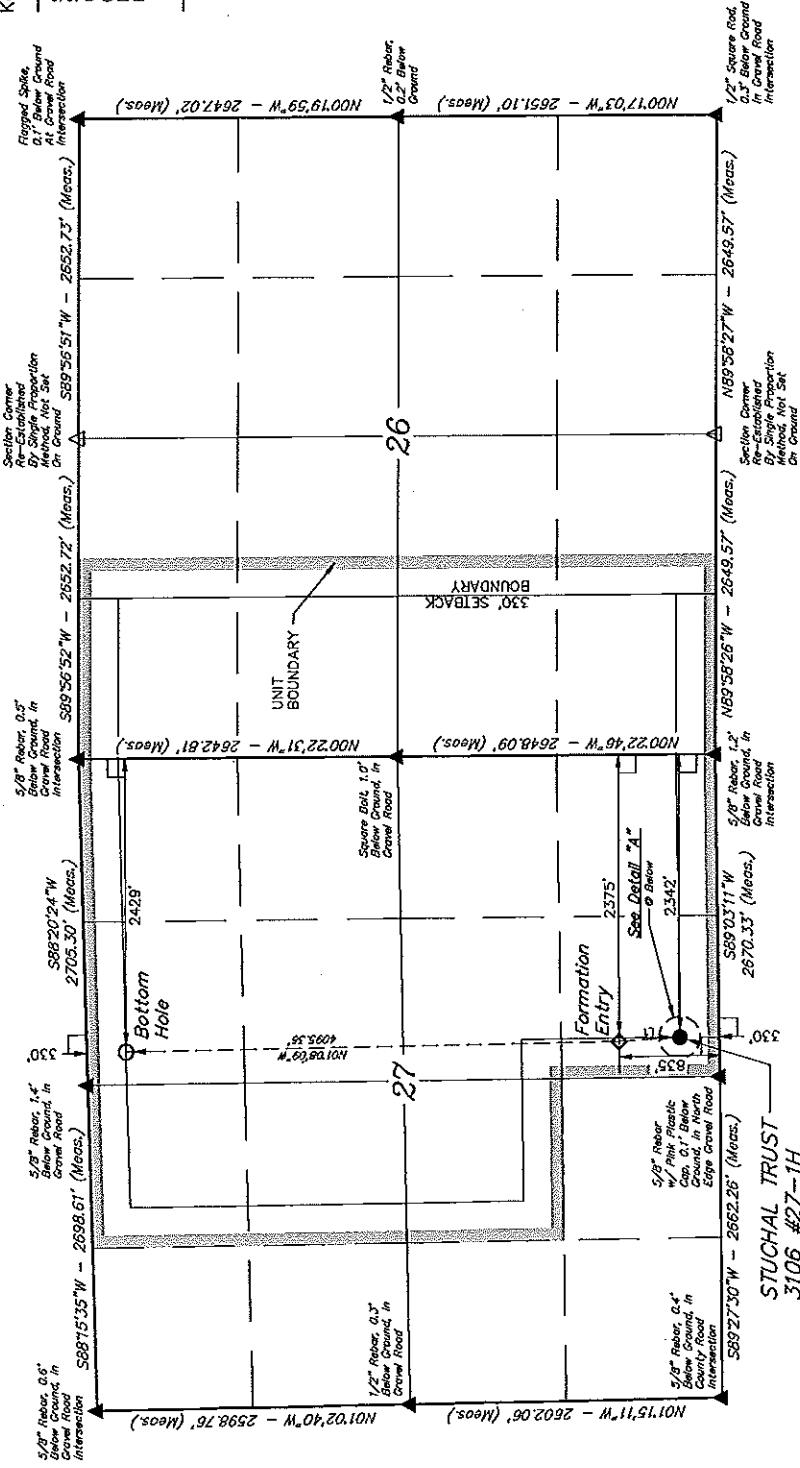 Flagged Spike,
0.1' Below Ground
At Gravel Road
Intersection
S89°56'51"W - 2652.73' (Meas.)
Section Corner
Re-Established
By Single Proportion
Method, Not Set
On Ground
S89°56'52"W - 2652.72' (Meas.)
5/8" Rebar, 0.5'
Below Ground, in
Gravel Road
Intersection
S88°20'24"W
2705.30' (Meas.)
330'
5/8" Rebar, 1.4'
Below Ground, in
Gravel Road
S88°15'35"W - 2698.61' (Meas.)
5/8" Rebar, 0.6'
Below Ground, in
Gravel Road
Intersection
N00°19'59"W - 2647.02' (Meas.)
1/2" Rebar,
0.2' Below
Ground
N00°17'03"W - 2651.10' (Meas.)
26
UNIT
BOUNDARY
330' SETBACK
BOUNDARY
N00°22'31"W - 2642.81' (Meas.)
Square Bolt, 1.0'
Below Ground, in
Gravel Road
N00°22'46"W - 2648.09' (Meas.)
2429'
Bottom
Hole
N01°08'09"W
4095.36'
27
2375'
Formation
Entry
See Detail "A"
@ Below
2342'
L1
835'
330'
N01°02'40"W - 2598.76' (Meas.)
1/2" Rebar, 0.3'
Below Ground, in
Gravel Road
N01°15'11"W - 2602.06' (Meas.)
1/2" Square Rod,
0.3' Below Ground
in Gravel Road
Intersection
N89°58'27"W - 2649.57' (Meas.)
Section Corner
Re-Established
By Single Proportion
Method, Not Set
On Ground
N89°58'26"W - 2649.57' (Meas.)
5/8" Rebar, 1.2'
Below Ground, in
Gravel Road
Intersection
S89°03'11"W
2670.33' (Meas.)
5/8" Rebar
w/ Pink Plastic
Cap, 0.1' Below
Ground, in North
Edge Gravel Road
S89°27'30"W - 2662.26' (Meas.)
5/8" Rebar, 0.4'
Below Ground, in
County Road
Intersection
STUCHAL TRUST
3106 #27-1H